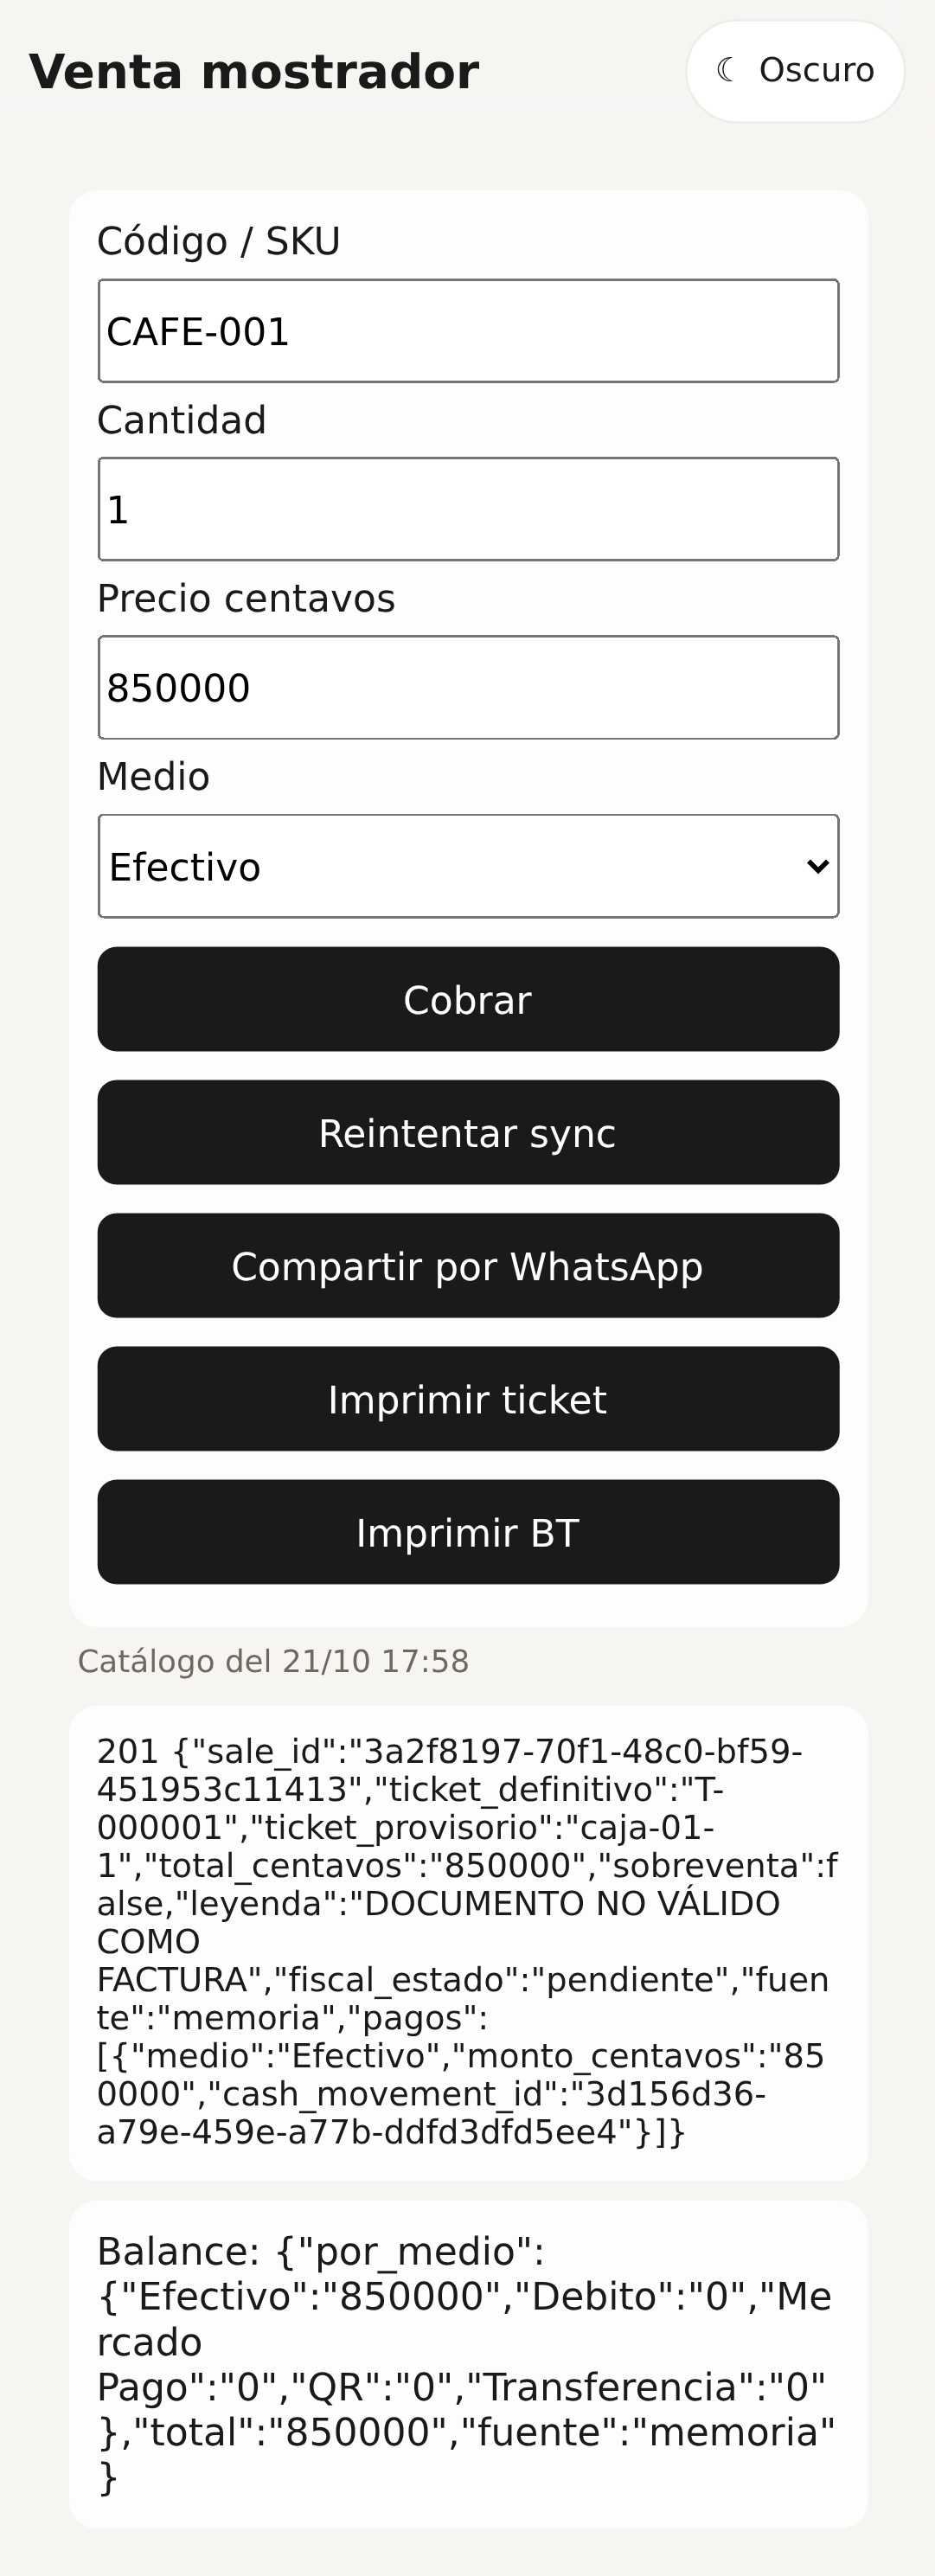 Venta mostrador
☾ Oscuro
Código / SKU
CAFE-001
Cantidad
1
Precio centavos
850000
Medio
Efectivo
Cobrar
Reintentar sync
Compartir por WhatsApp
Imprimir ticket
Imprimir BT
Catálogo del 21/10 17:58
201 {"sale_id":"3a2f8197-70f1-48c0-bf59-
451953c11413","ticket_definitivo":"T-
000001","ticket_provisorio":"caja-01-
1","total_centavos":"850000","sobreventa":f
alse,"leyenda":"DOCUMENTO NO VÁLIDO
COMO
FACTURA","fiscal_estado":"pendiente","fuen
te":"memoria","pagos":
[{"medio":"Efectivo","monto_centavos":"85
0000","cash_movement_id":"3d156d36-
a79e-459e-a77b-ddfd3dfd5ee4"}]}
Balance: {"por_medio":
{"Efectivo":"850000","Debito":"0","Me
rcado
Pago":"0","QR":"0","Transferencia":"0"
},"total":"850000","fuente":"memoria"
}